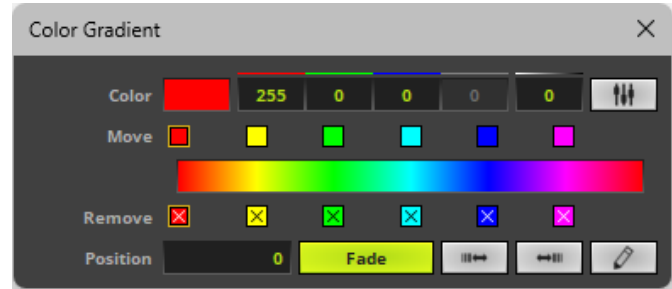 Color Gradient
Color 255 0 0 0 0
Move
Remove
Position 0 Fade